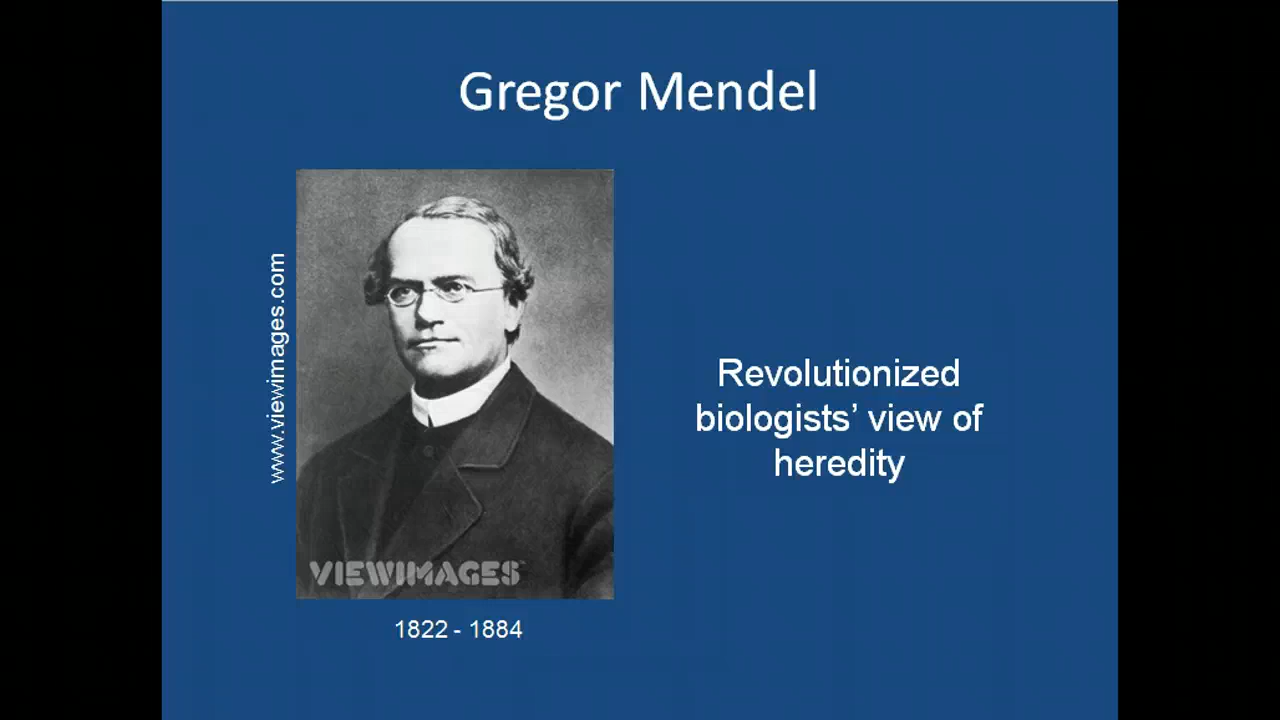 Gregor Mendel
www.viewimages.com
VIEWIMAGES
1822 - 1884
Revolutionized
biologists’ view of
heredity